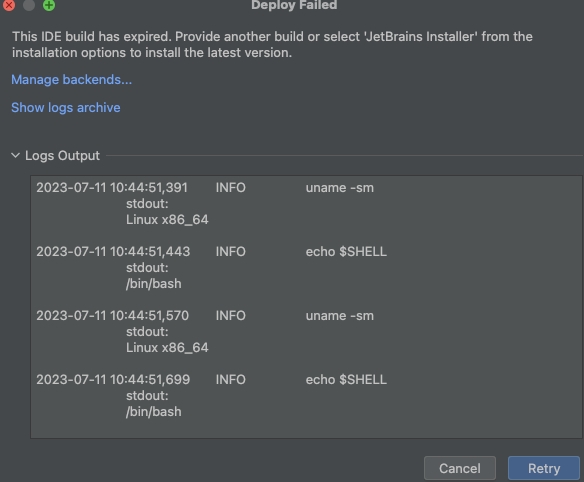 Deploy Failed
This IDE build has expired. Provide another build or select 'JetBrains Installer' from the
installation options to install the latest version.
Manage backends...
Show logs archive
Logs Output
2023-07-11 10:44:51,391 INFO uname -sm
stdout:
Linux x86_64
2023-07-11 10:44:51,443 INFO echo $SHELL
stdout:
/bin/bash
2023-07-11 10:44:51,570 INFO uname -sm
stdout:
Linux x86_64
2023-07-11 10:44:51,699 INFO echo $SHELL
stdout:
/bin/bash
Cancel Retry